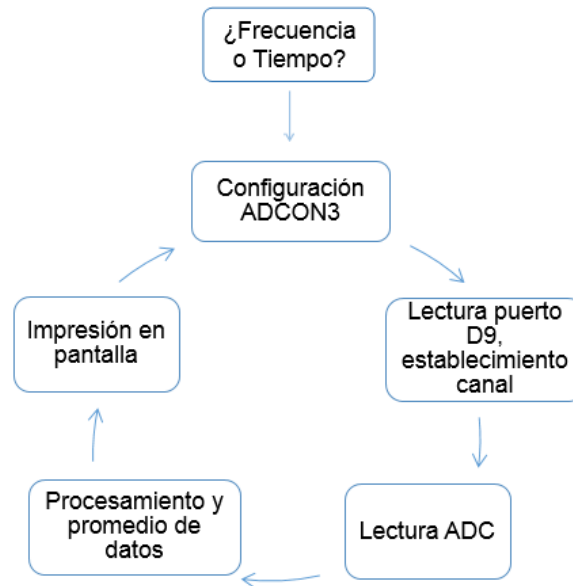 ¿Frecuencia
o Tiempo?
Configuración
ADCON3
Lectura puerto
D9,
establecimiento
canal
Lectura ADC
Procesamiento y
promedio de
datos
Impresión en
pantalla